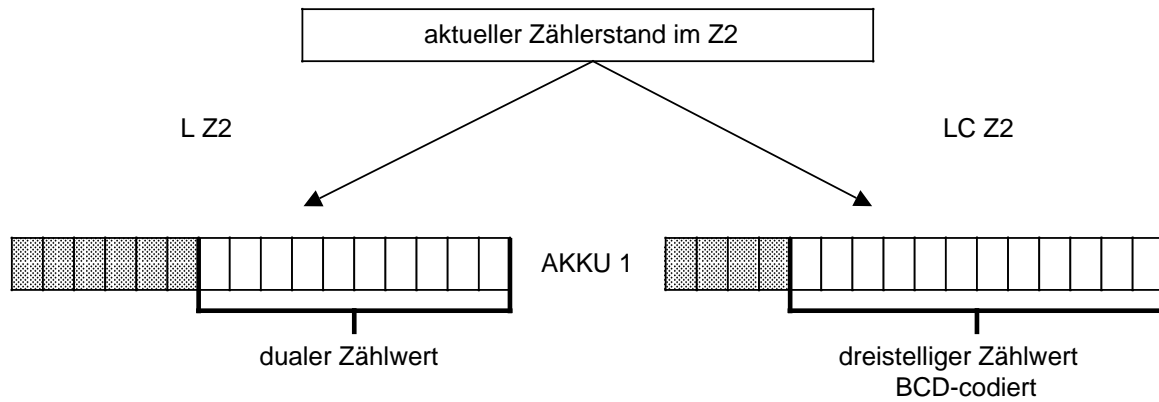 aktueller Zählerstand im Z2
L Z2
LC Z2
AKKU 1
dualer Zählwert
dreistelliger Zählwert
BCD-codiert